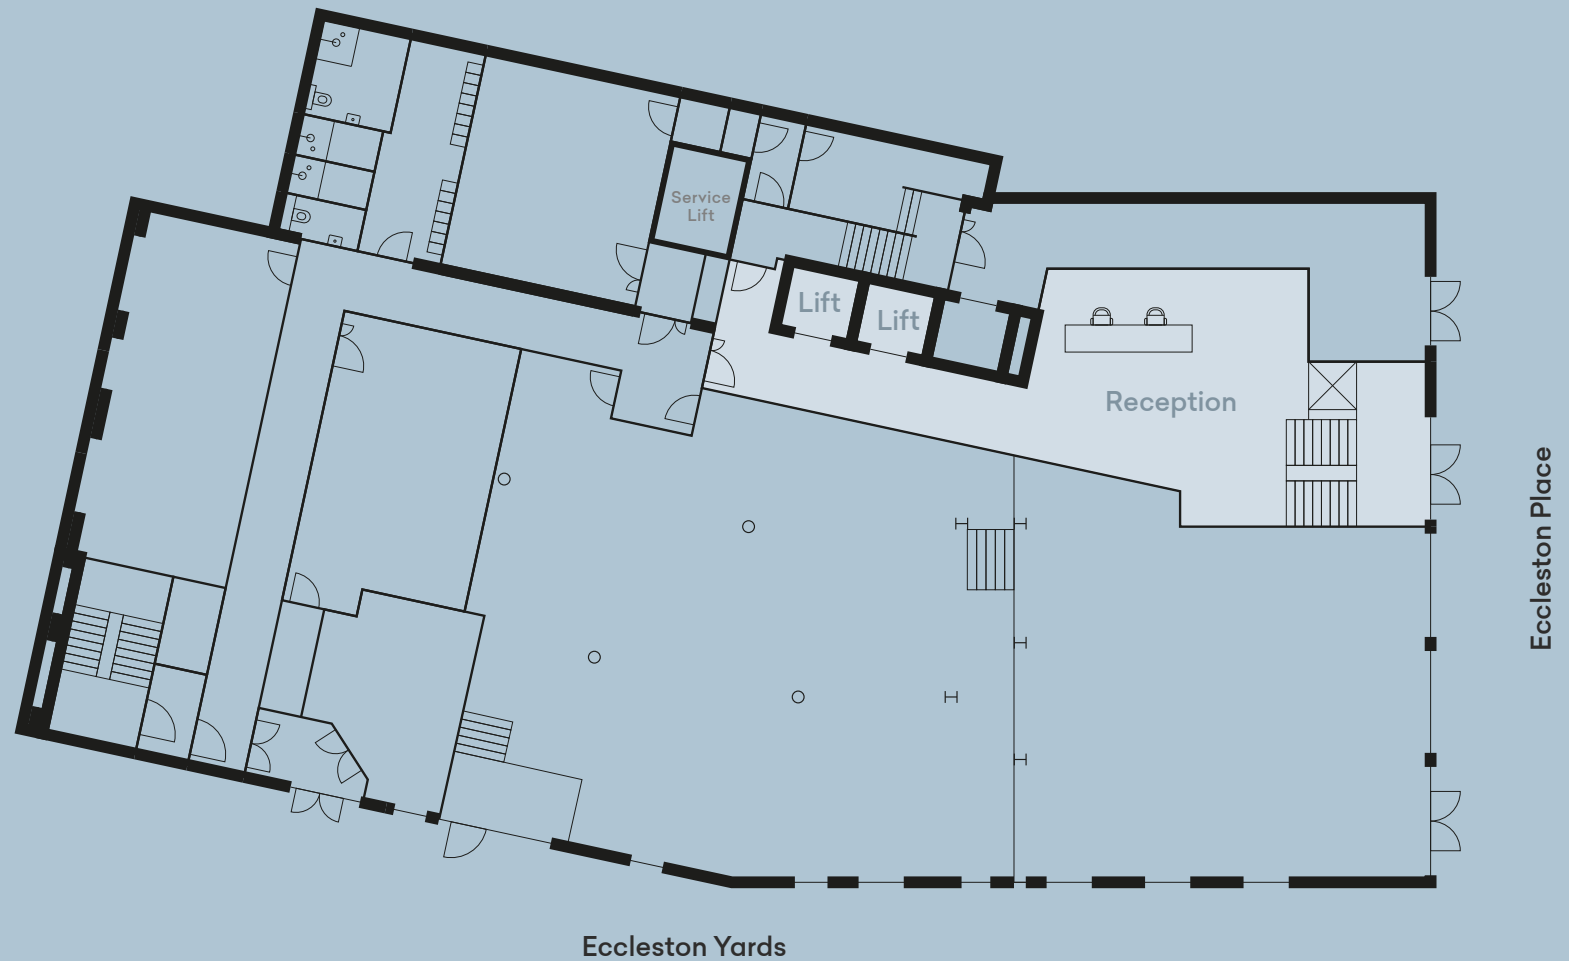 Service
Lift
Lift
Lift
Reception
Eccleston Place
Eccleston Yards